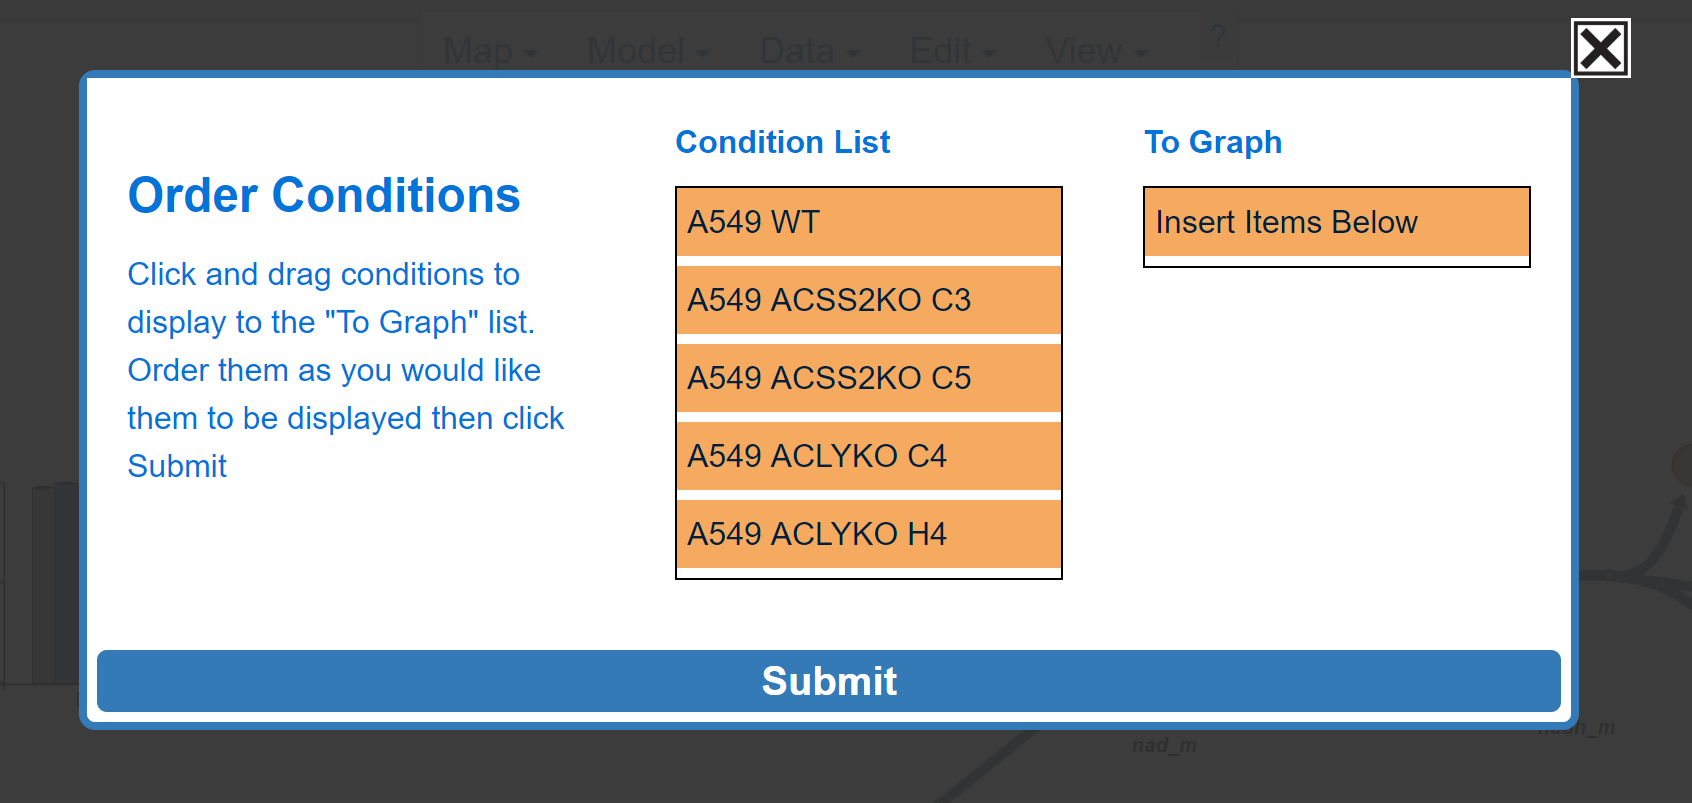 Map Model Data Edit View ?
Order Conditions
Click and drag conditions to
display to the "To Graph" list.
Order them as you would like
them to be displayed then click
Submit
Condition List
A549 WT
A549 ACSS2KO C3
A549 ACSS2KO C5
A549 ACLYKO C4
A549 ACLYKO H4
To Graph
Insert Items Below
Submit
nad_m